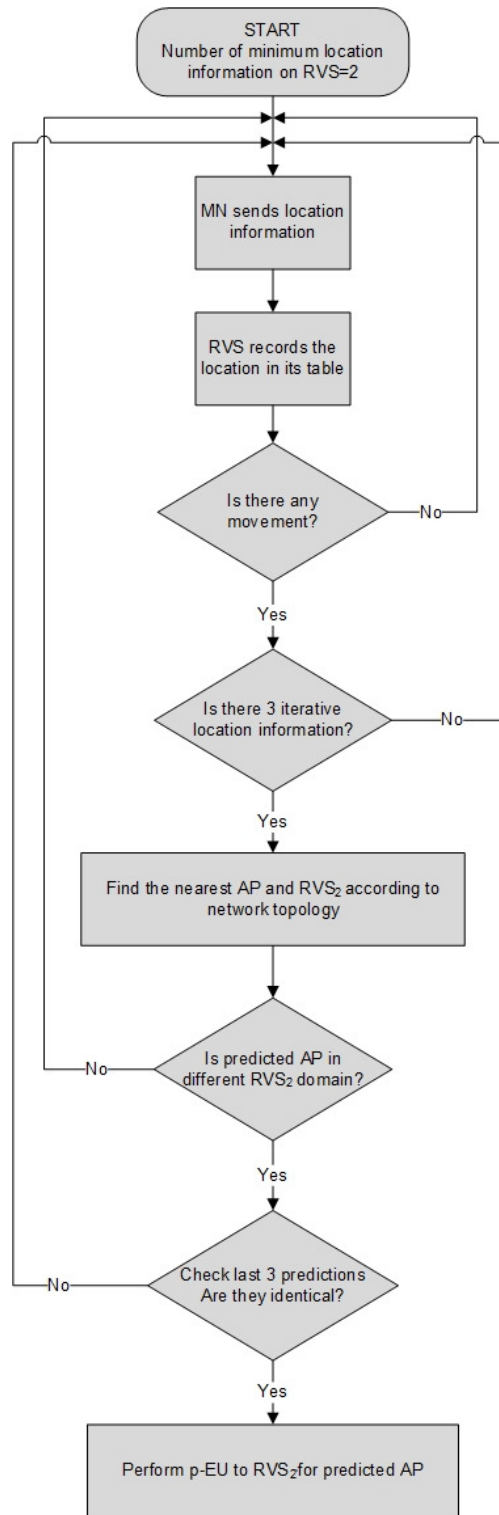 START
Number of minimum location
information on RVS=2
MN sends location
information
RVS records the
location in its table
Is there any
movement?
No
Yes
Is there 3 iterative
location information?
No
Yes
Find the nearest AP and RVS₂ according to
network topology
Is predicted AP in
different RVS₂ domain?
No
Yes
Check last 3 predictions
Are they identical?
No
Yes
Perform p-EU to RVS₂for predicted AP